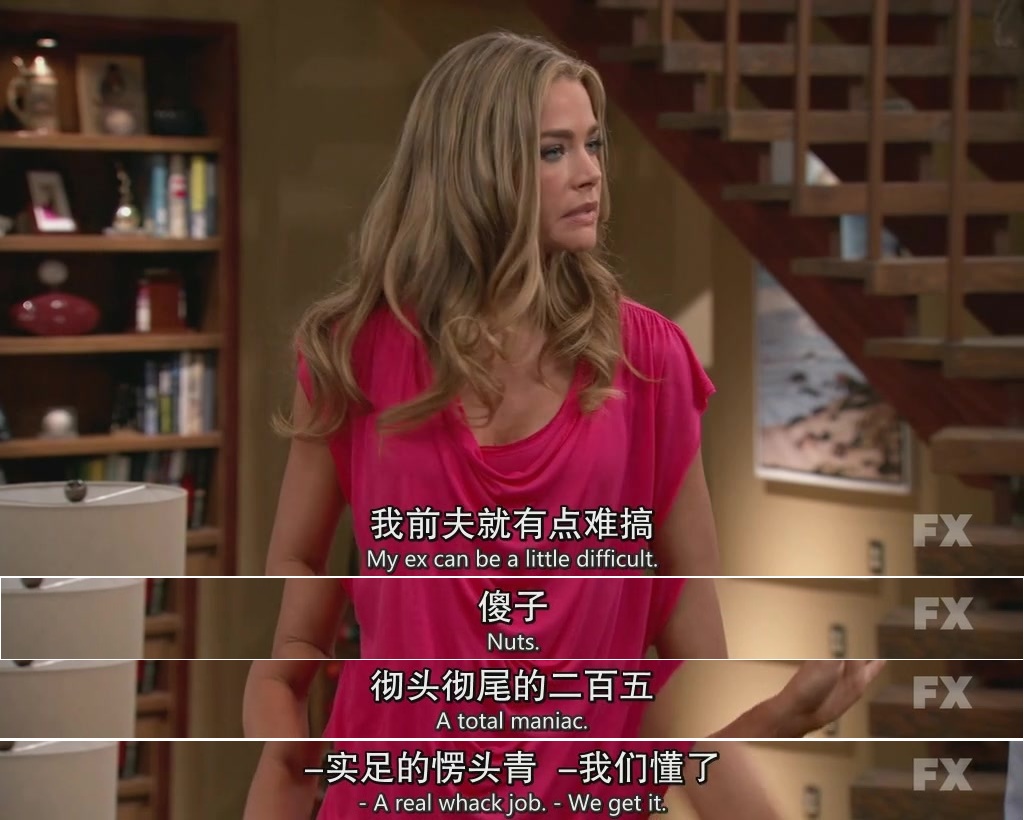 我前夫就有点难搞
My ex can be a little difficult.
FX
傻子
Nuts.
FX
彻头彻尾的二百五
A total maniac.
FX
–实足的愣头青 –我们懂了
- A real whack job. - We get it.
FX